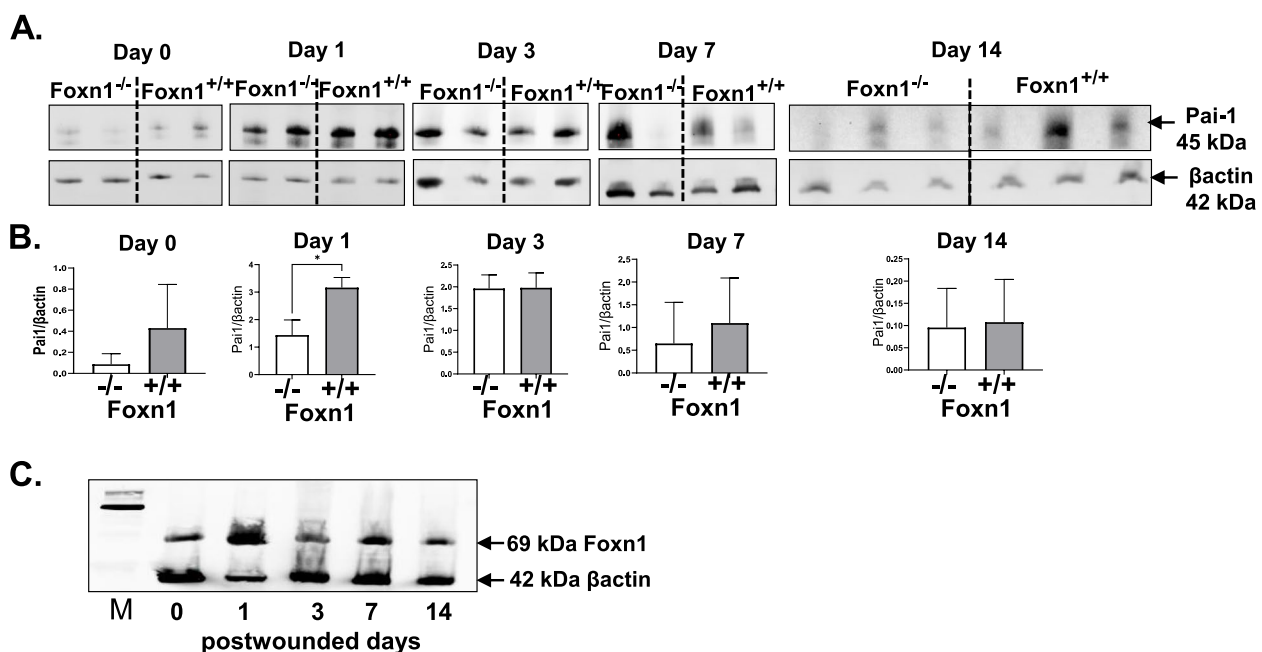 A.
Day 0 Day 1 Day 3 Day 7 Day 14
Foxn1-/- Foxn1+/+ Foxn1-/- Foxn1+/+ Foxn1-/- Foxn1+/+ Foxn1-/- Foxn1+/+ Foxn1-/- Foxn1+/+
Pai-1
45 kDa
βactin
42 kDa
B.
Day 0
Pai1/βactin
1.0
0.8
0.6
0.4
0.2
0.0
-/- +/+
Foxn1
Day 1
Pai1/βactin
*
4
3
2
1
0
-/- +/+
Foxn1
Day 3
Pai1/βactin
2.5
2.0
1.5
1.0
0.5
0.0
-/- +/+
Foxn1
Day 7
Pai1/βactin
2.5
2.0
1.5
1.0
0.5
0.0
-/- +/+
Foxn1
Day 14
Pai1/βactin
0.25
0.20
0.15
0.10
0.05
0.00
-/- +/+
Foxn1
C.
69 kDa Foxn1
42 kDa βactin
M 0 1 3 7 14
postwounded days